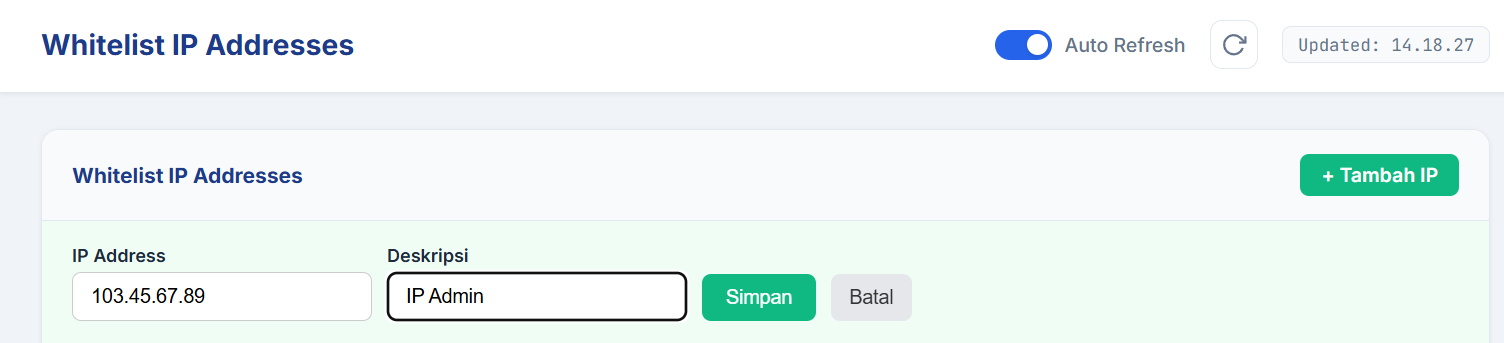 Whitelist IP Addresses
Auto Refresh
Updated: 14.18.27
Whitelist IP Addresses
+ Tambah IP
IP Address
Deskripsi
103.45.67.89
IP Admin
Simpan
Batal